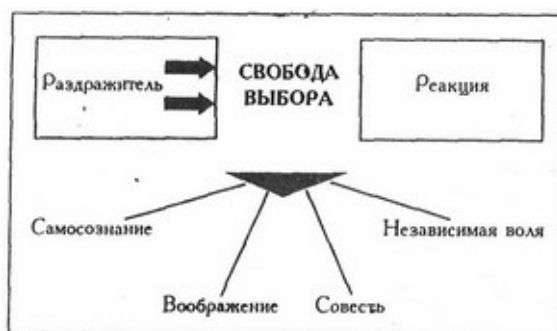 Раздражитель
СВОБОДА
ВЫБОРА
Реакция
Самосознание
Независимая воля
Воображение
Совесть